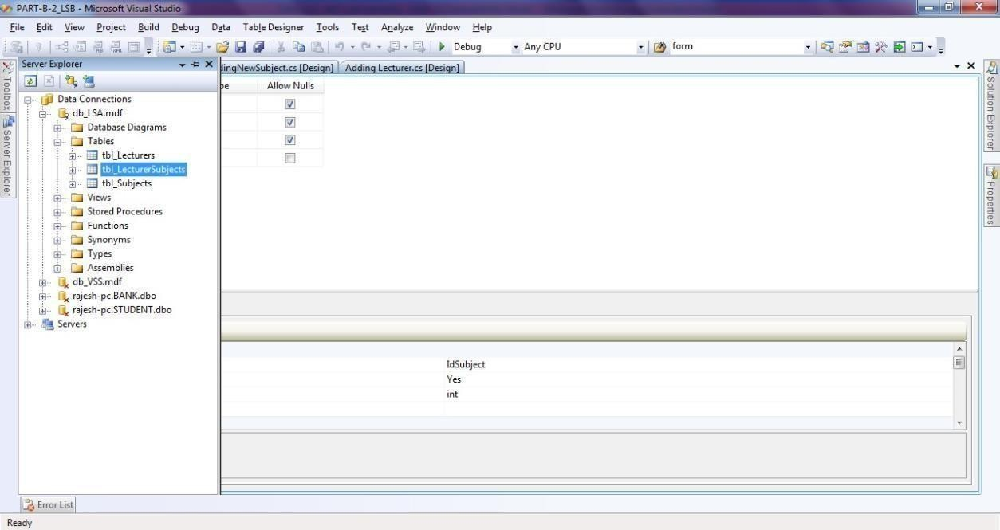 PART-B-2_LSB - Microsoft Visual Studio
File Edit View Project Build Debug Data Table Designer Tools Test Analyze Window Help
Debug Any CPU form
Server Explorer
dingNewSubject.cs [Design] Adding Lecturer.cs [Design]
pe Allow Nulls
Data Connections
db_LSA.mdf
Database Diagrams
Tables
tbl_Lecturers
tbl_LecturerSubjects
tbl_Subjects
Views
Stored Procedures
Functions
Synonyms
Types
Assemblies
db_VSS.mdf
rajesh-pc.BANK.dbo
rajesh-pc.STUDENT.dbo
Servers
Toolbox
Server Explorer
Solution Explorer
Properties
IdSubject
Yes
int
Error List
Ready